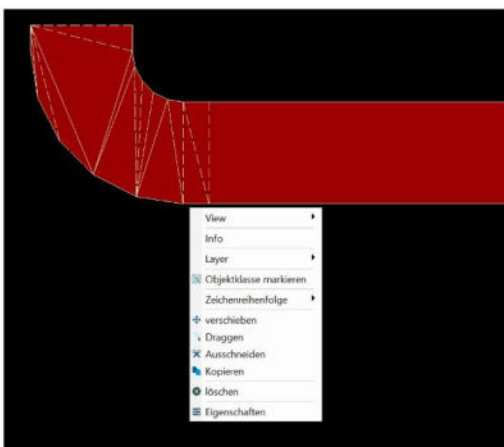 View
Info
Layer
Objektklasse markieren
Zeichenreihenfolge
verschieben
Draggen
Ausschneiden
Kopieren
löschen
Eigenschaften